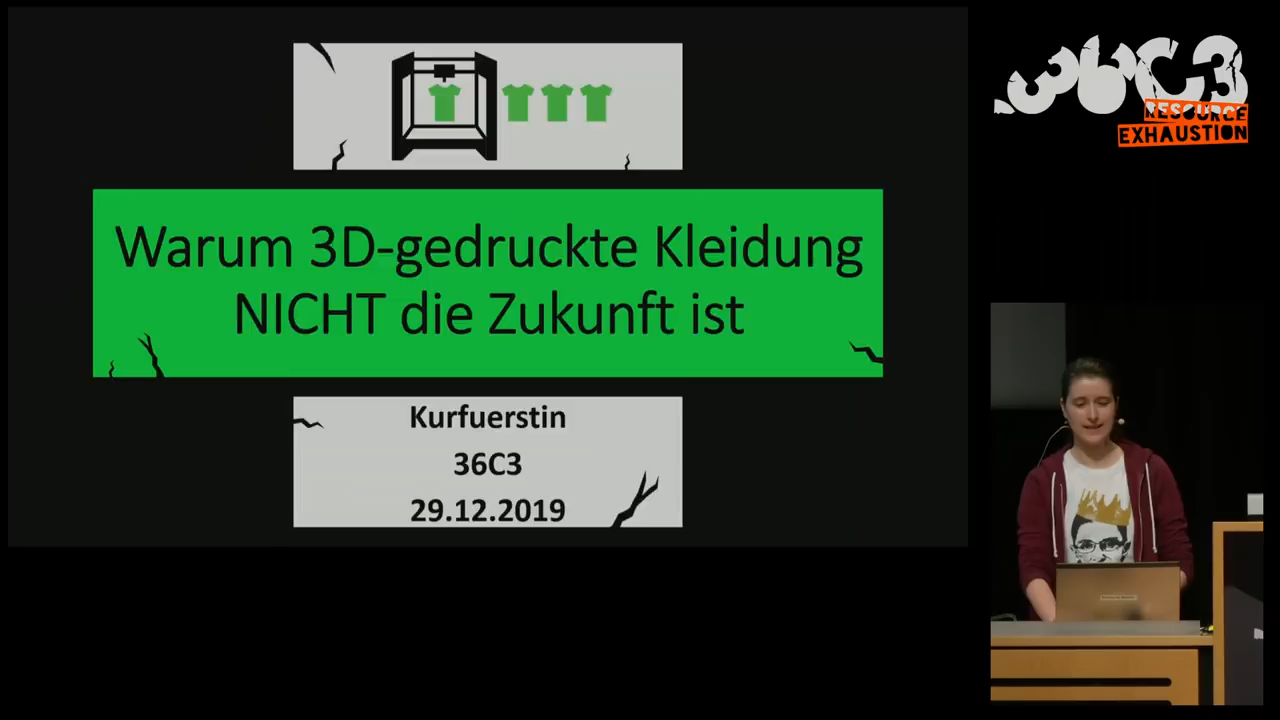 Warum 3D-gedruckte Kleidung
NICHT die Zukunft ist
Kurfuerstin
36C3
29.12.2019
36C3
RESOURCE
EXHAUSTION